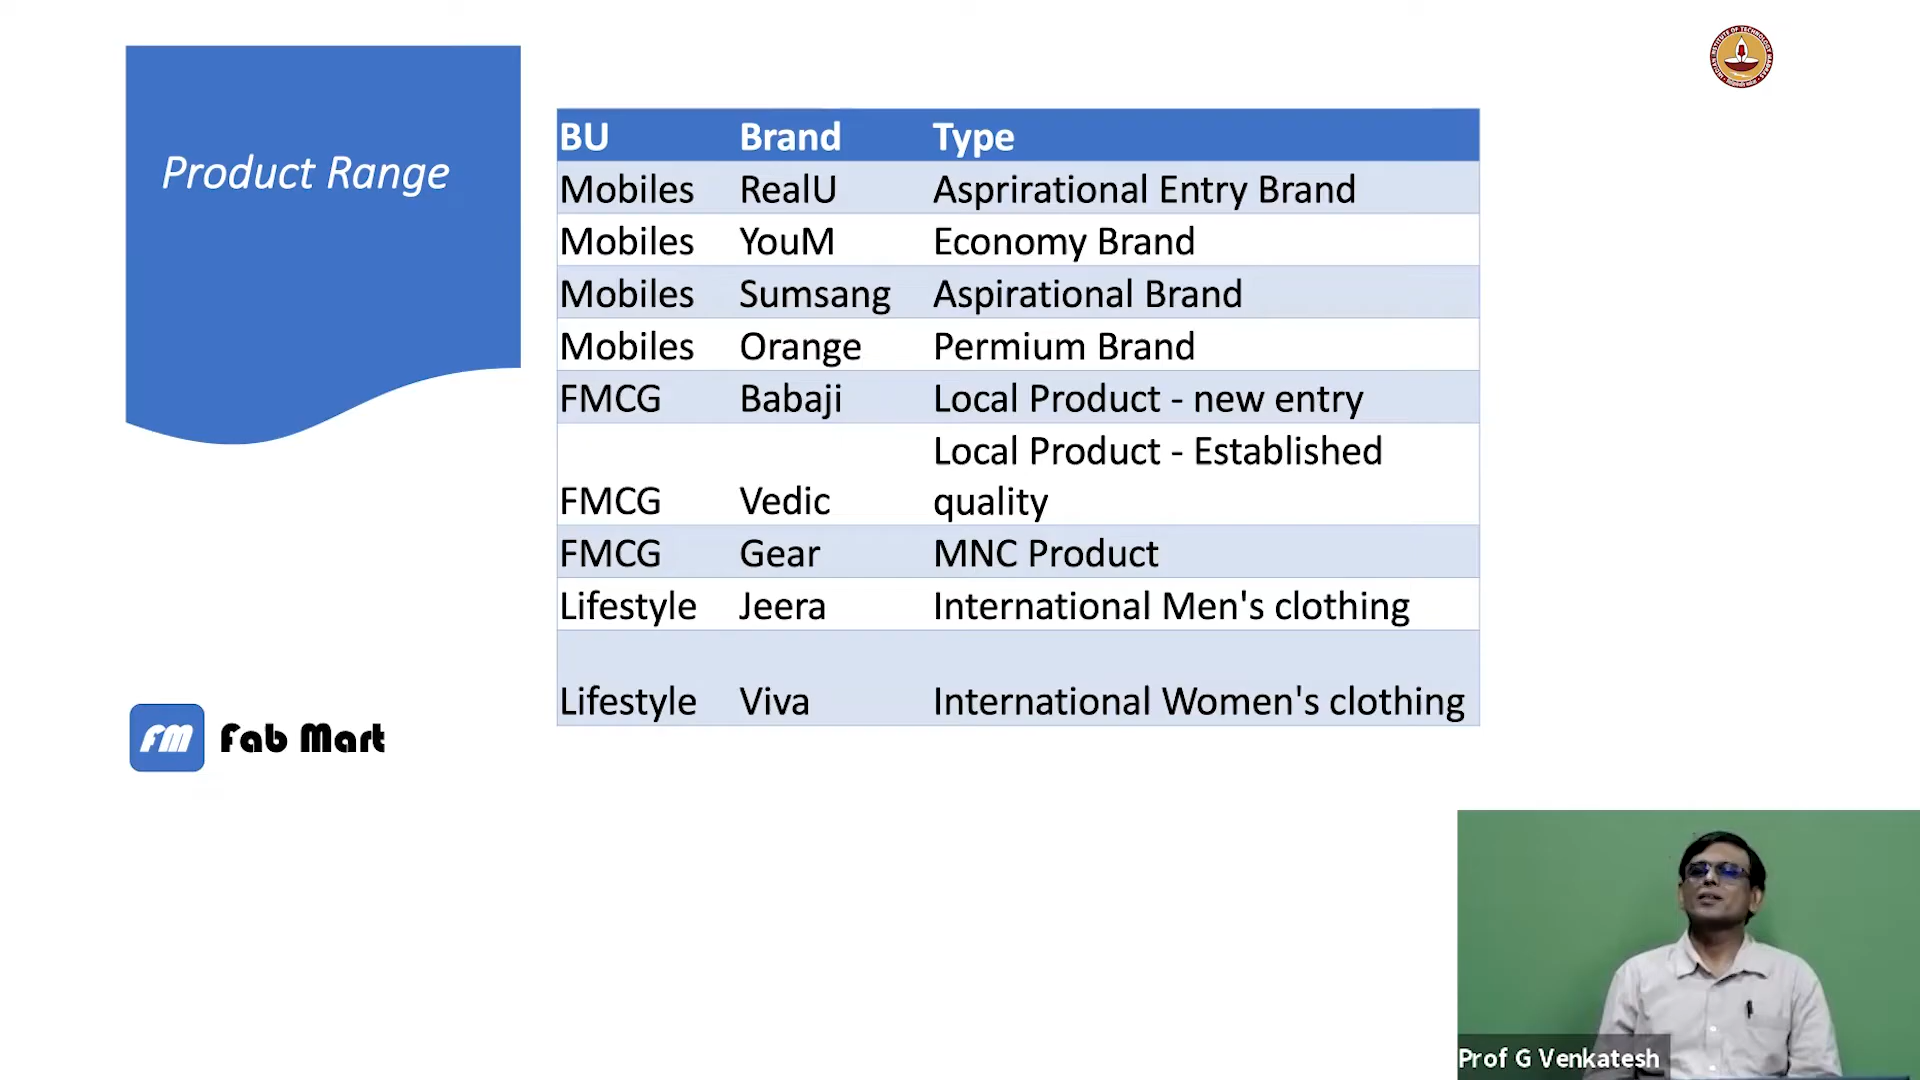 Product Range
BU Brand Type
Mobiles RealU Asprirational Entry Brand
Mobiles YouM Economy Brand
Mobiles Sumsang Aspirational Brand
Mobiles Orange Permium Brand
FMCG Babaji Local Product - new entry
Local Product - Established
FMCG Vedic quality
FMCG Gear MNC Product
Lifestyle Jeera International Men's clothing
Lifestyle Viva International Women's clothing
FM Fab Mart
Prof G Venkatesh